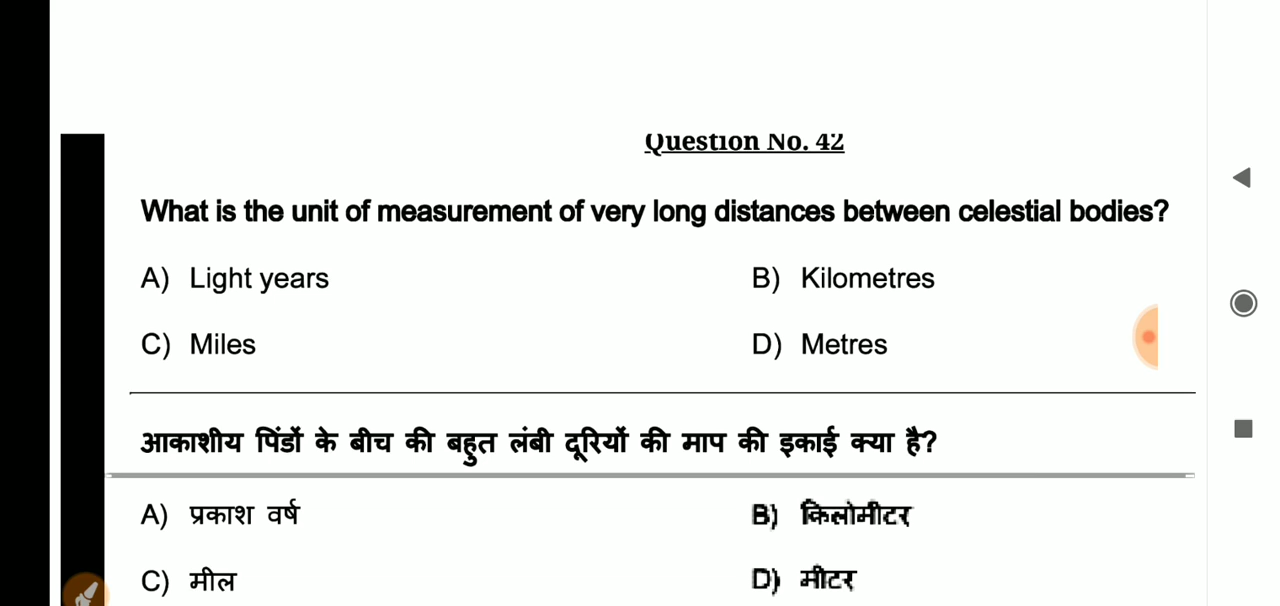 Question No. 42
What is the unit of measurement of very long distances between celestial bodies?
A) Light years B) Kilometres
C) Miles D) Metres
आकाशीय पिंडों के बीच की बहुत लंबी दूरियों की माप की इकाई क्या है?
A) प्रकाश वर्ष B) किलोमीटर
C) मील D) मीटर